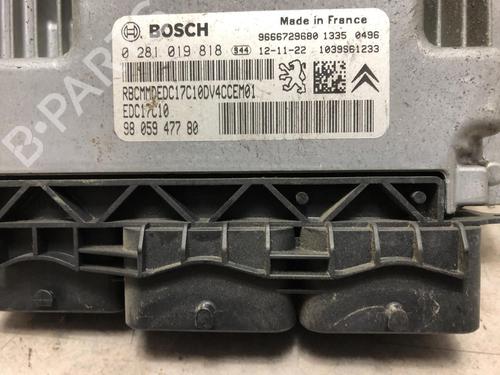 BOSCH
Made in France
0 281 019 818 S44 12-11-22
9666729680 1335 0496
1039S61233
RBCMMDEDC17C10DV4CCEM01
EDC17C10
98 059 477 80
B-PARTS